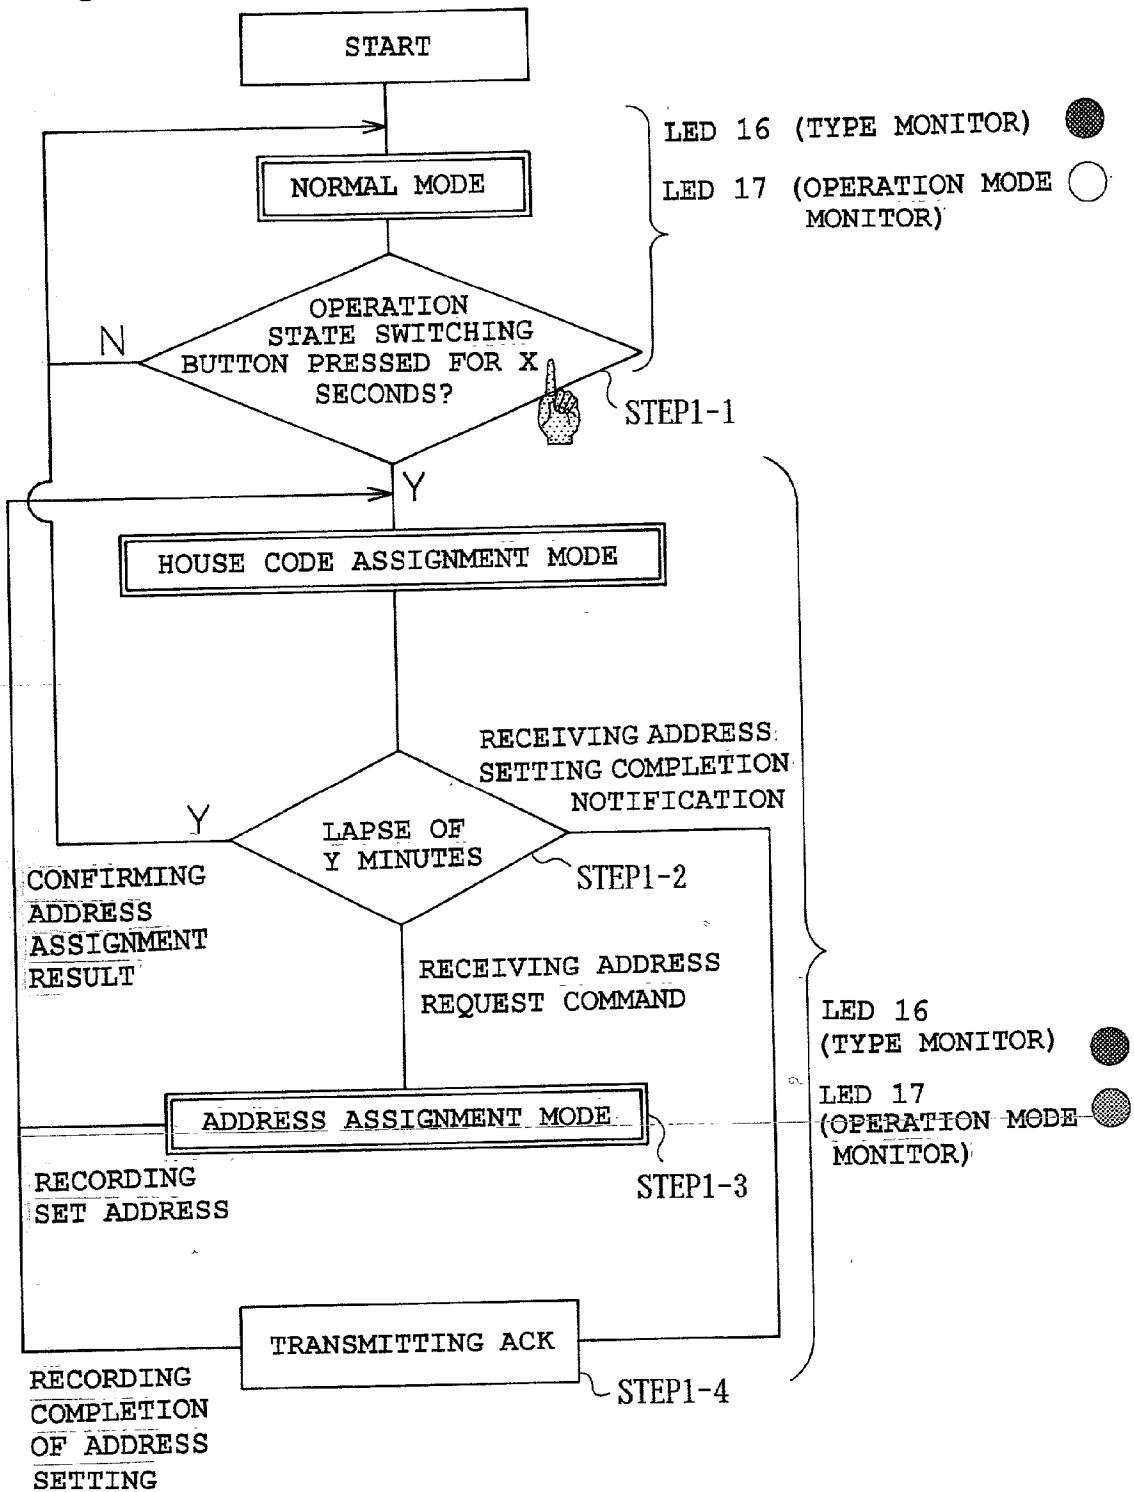 START
LED 16 (TYPE MONITOR)
NORMAL MODE
LED 17 (OPERATION MODE
MONITOR)
OPERATION
STATE SWITCHING
BUTTON PRESSED FOR X
SECONDS?
N
STEP1-1
Y
HOUSE CODE ASSIGNMENT MODE
RECEIVING ADDRESS
SETTING COMPLETION
NOTIFICATION
Y
LAPSE OF
Y MINUTES
STEP1-2
CONFIRMING
ADDRESS
ASSIGNMENT
RESULT
RECEIVING ADDRESS
REQUEST COMMAND
LED 16
(TYPE MONITOR)
LED 17
(OPERATION MODE
MONITOR)
ADDRESS ASSIGNMENT MODE
STEP1-3
RECORDING
SET ADDRESS
TRANSMITTING ACK
STEP1-4
RECORDING
COMPLETION
OF ADDRESS
SETTING